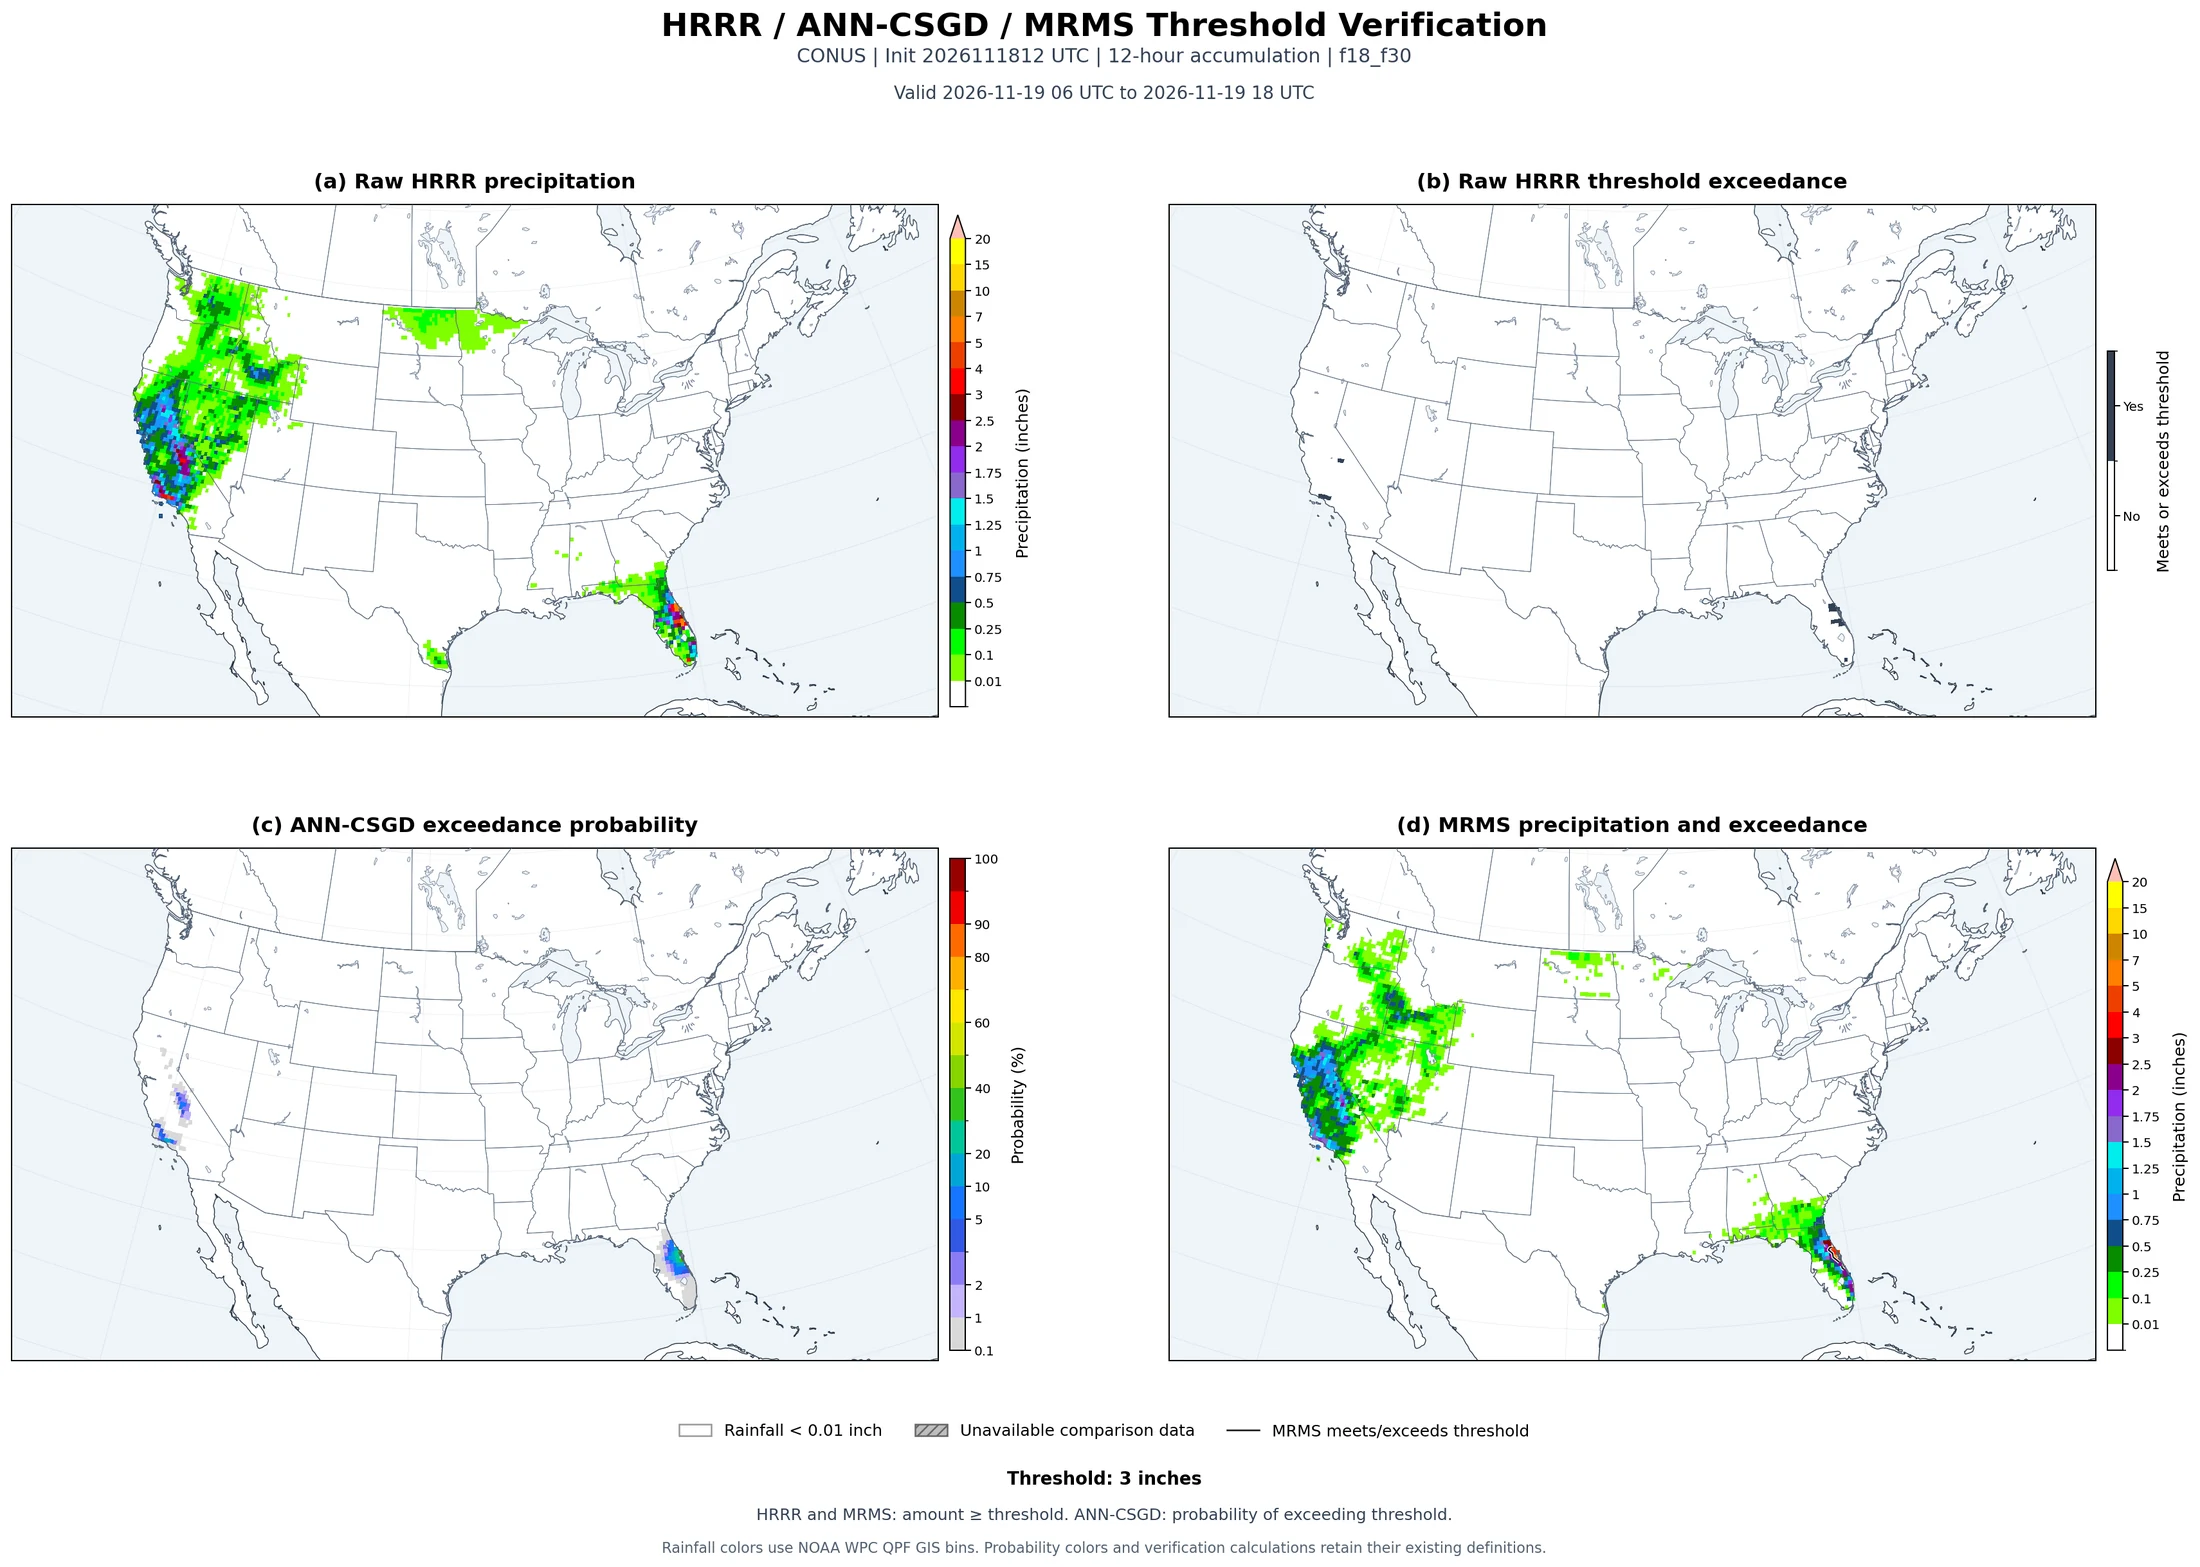 HRRR / ANN-CSGD / MRMS Threshold Verification
CONUS | Init 2026111812 UTC | 12-hour accumulation | f18_f30
Valid 2026-11-19 06 UTC to 2026-11-19 18 UTC
(a) Raw HRRR precipitation
20
15
10
7
5
4
3
2.5
2
1.75
1.5
1.25
1
0.75
0.5
0.25
0.1
0.01
Precipitation (inches)
(b) Raw HRRR threshold exceedance
Yes
No
Meets or exceeds threshold
(c) ANN-CSGD exceedance probability
100
90
80
60
40
20
10
5
2
1
0.1
Probability (%)
(d) MRMS precipitation and exceedance
20
15
10
7
5
4
3
2.5
2
1.75
1.5
1.25
1
0.75
0.5
0.25
0.1
0.01
Precipitation (inches)
Rainfall < 0.01 inch
Unavailable comparison data
MRMS meets/exceeds threshold
Threshold: 3 inches
HRRR and MRMS: amount ≥ threshold. ANN-CSGD: probability of exceeding threshold.
Rainfall colors use NOAA WPC QPF GIS bins. Probability colors and verification calculations retain their existing definitions.